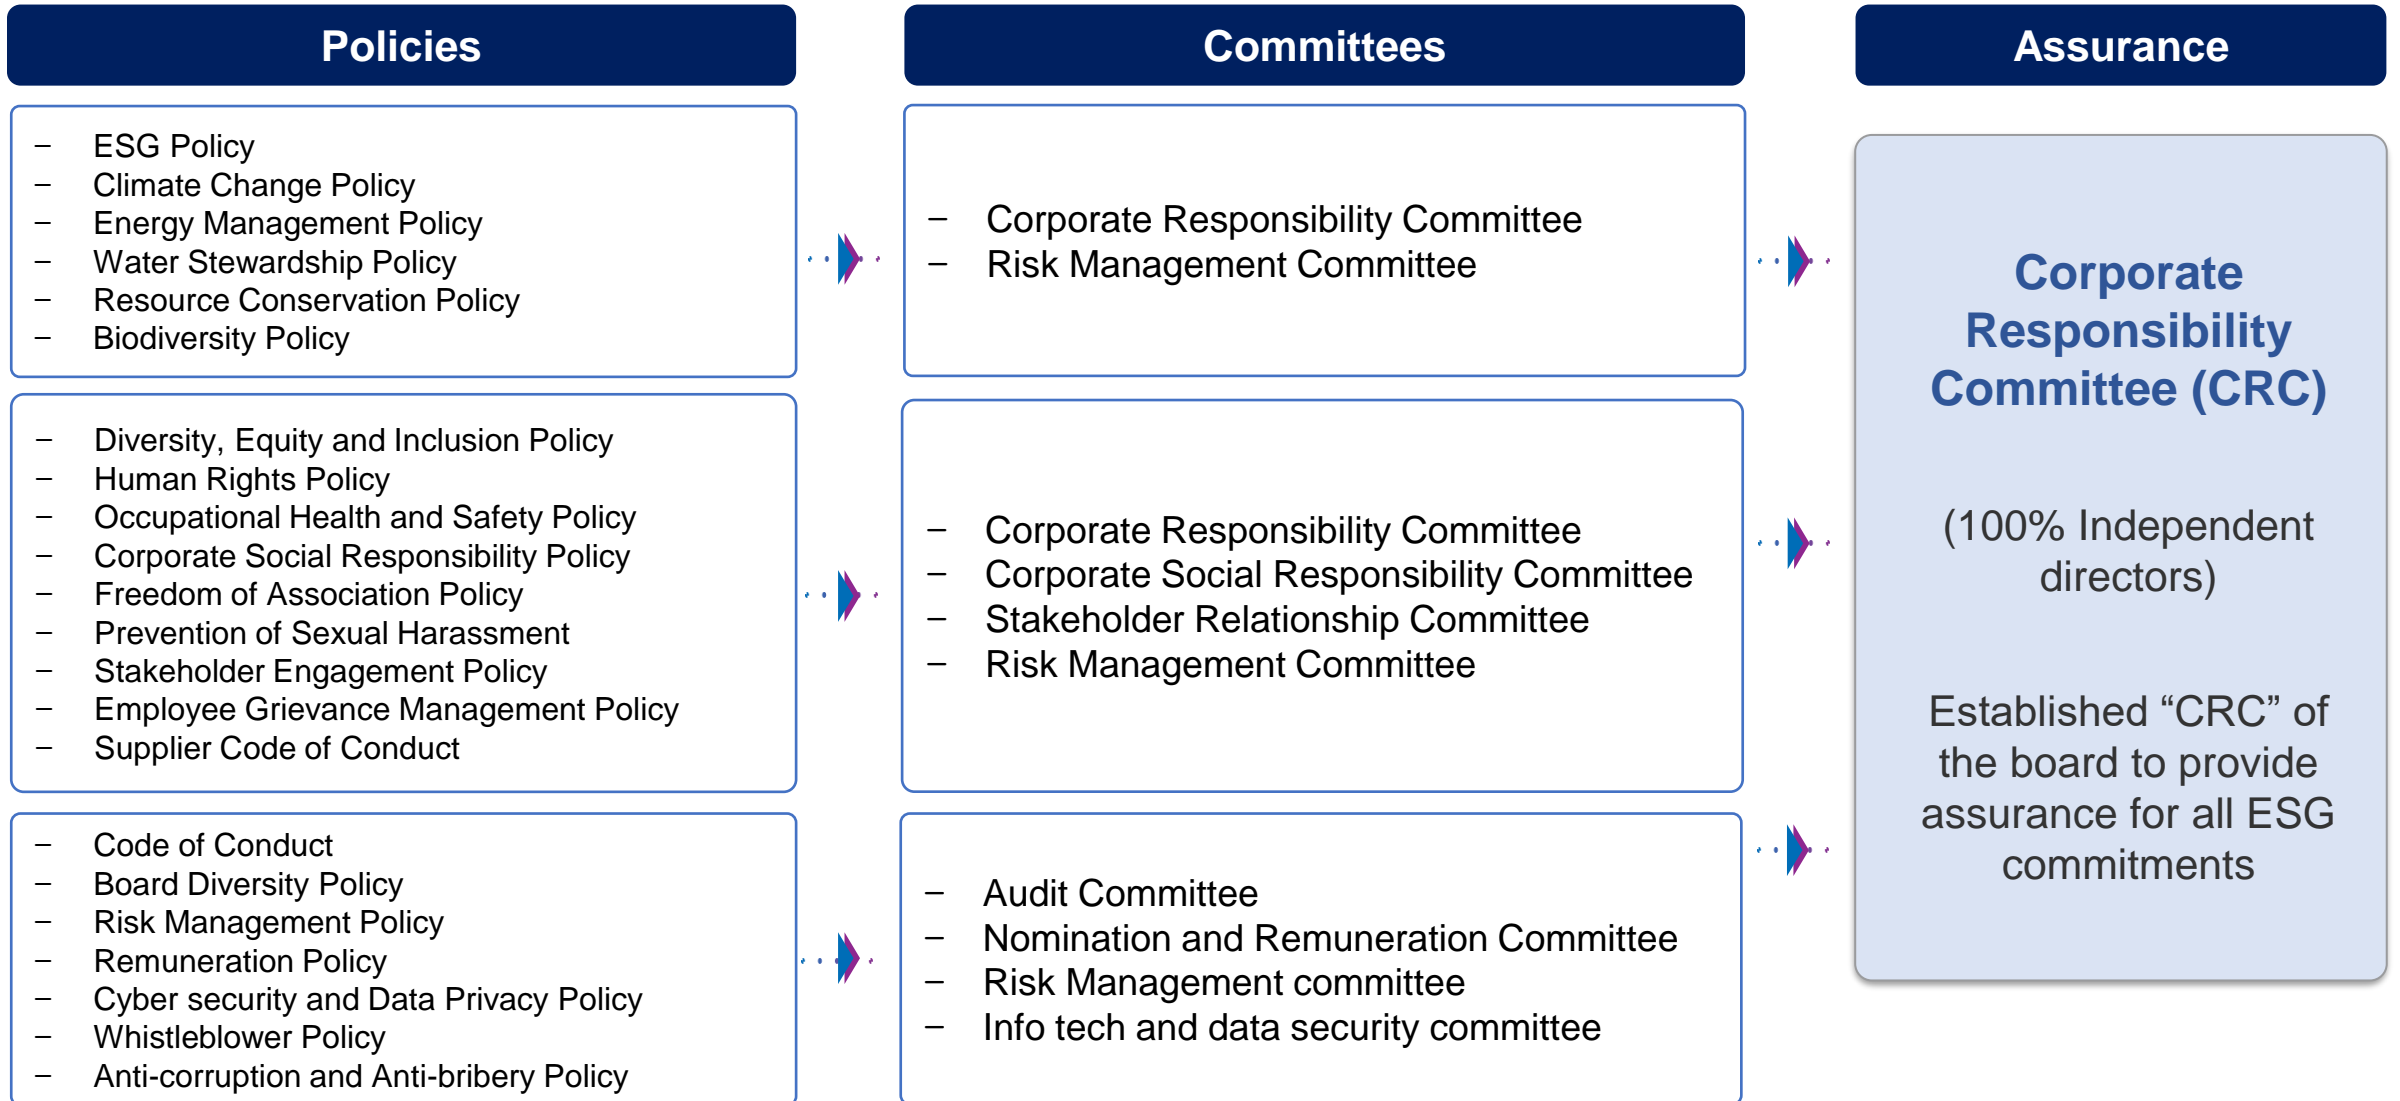 Policies
Committees
Assurance
– ESG Policy
– Climate Change Policy
– Energy Management Policy
– Water Stewardship Policy
– Resource Conservation Policy
– Biodiversity Policy
– Corporate Responsibility Committee
– Risk Management Committee
– Diversity, Equity and Inclusion Policy
– Human Rights Policy
– Occupational Health and Safety Policy
– Corporate Social Responsibility Policy
– Freedom of Association Policy
– Prevention of Sexual Harassment
– Stakeholder Engagement Policy
– Employee Grievance Management Policy
– Supplier Code of Conduct
– Corporate Responsibility Committee
– Corporate Social Responsibility Committee
– Stakeholder Relationship Committee
– Risk Management Committee
– Code of Conduct
– Board Diversity Policy
– Risk Management Policy
– Remuneration Policy
– Cyber security and Data Privacy Policy
– Whistleblower Policy
– Anti-corruption and Anti-bribery Policy
– Audit Committee
– Nomination and Remuneration Committee
– Risk Management committee
– Info tech and data security committee
Corporate
Responsibility
Committee (CRC)
(100% Independent
directors)
Established “CRC” of
the board to provide
assurance for all ESG
commitments